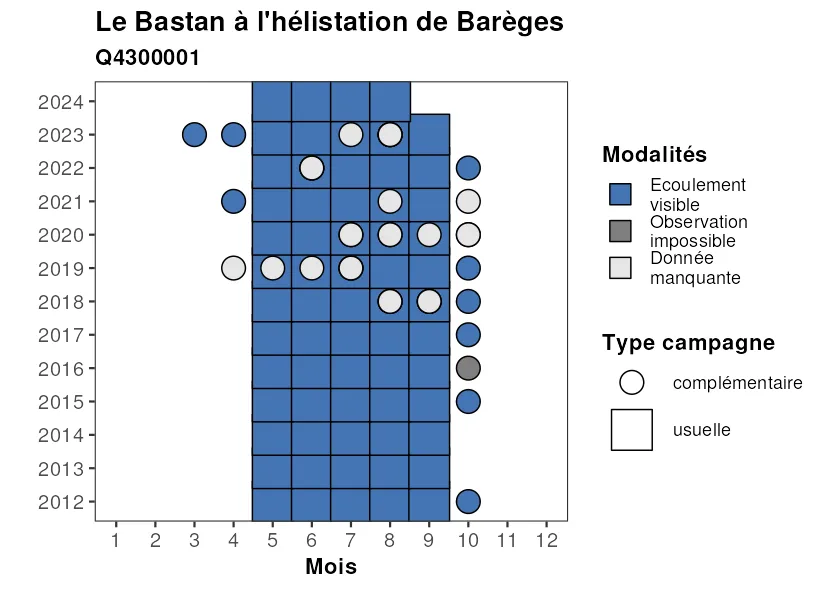 Le Bastan à l'hélistation de Barèges
Q4300001
2024
2023
2022
2021
2020
2019
2018
2017
2016
2015
2014
2013
2012
1 2 3 4 5 6 7 8 9 10 11 12
Mois
Modalités
Ecoulement
visible
Observation
impossible
Donnée
manquante
Type campagne
complémentaire
usuelle